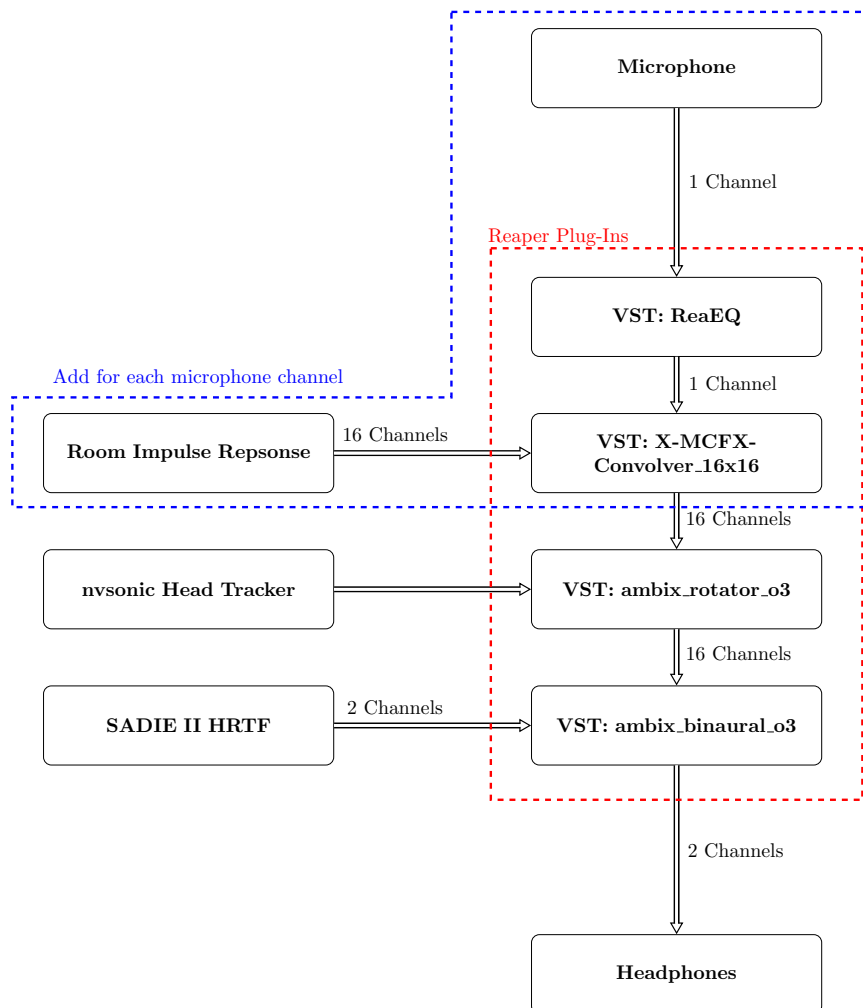 Microphone
1 Channel
Reaper Plug-Ins
VST: ReaEQ
Add for each microphone channel
1 Channel
Room Impulse Repsonse
16 Channels
VST: X-MCFX-
Convolver_16x16
16 Channels
nvsonic Head Tracker
VST: ambix_rotator_o3
16 Channels
SADIE II HRTF
2 Channels
VST: ambix_binaural_o3
2 Channels
Headphones